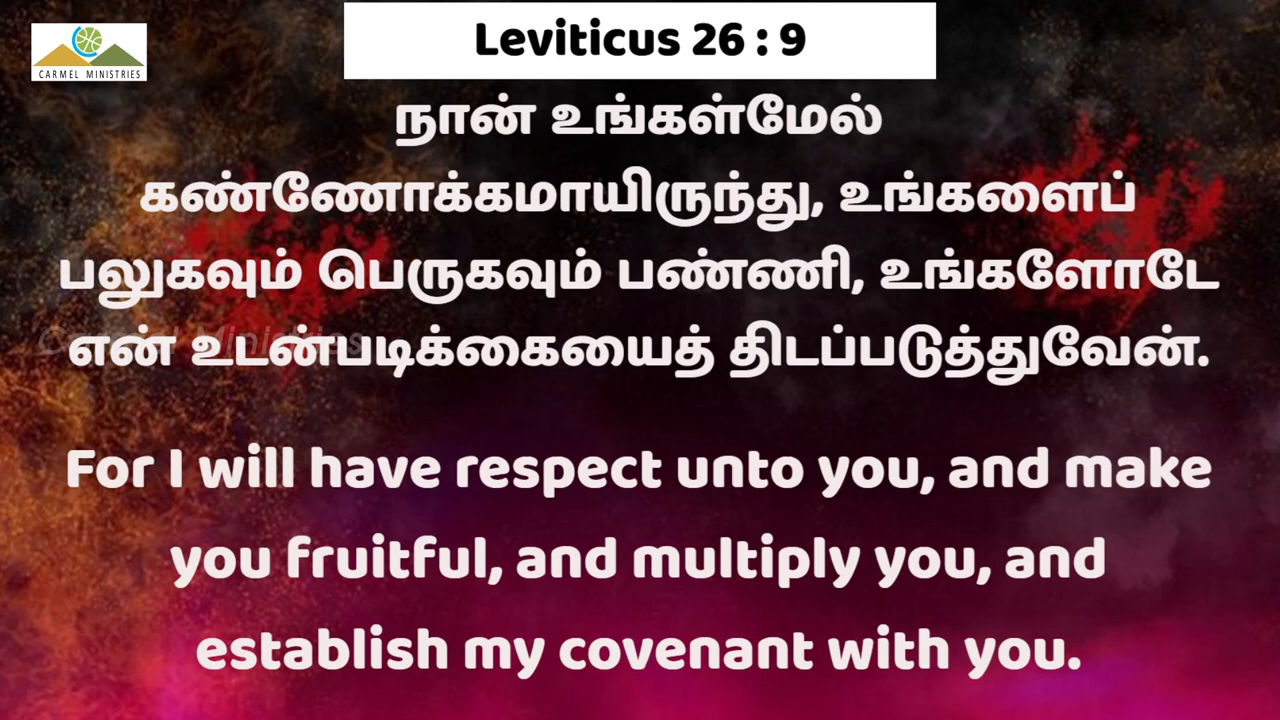 CARMEL MINISTRIES
Leviticus 26 : 9
நான் உங்கள்மேல்
கண்ணோக்கமாயிருந்து, உங்களைப்
பலுகவும் பெருகவும் பண்ணி, உங்களோடே
Carmel Ministries
என் உடன்படிக்கையைத் திடப்படுத்துவேன்.
For I will have respect unto you, and make
you fruitful, and multiply you, and
establish my covenant with you.